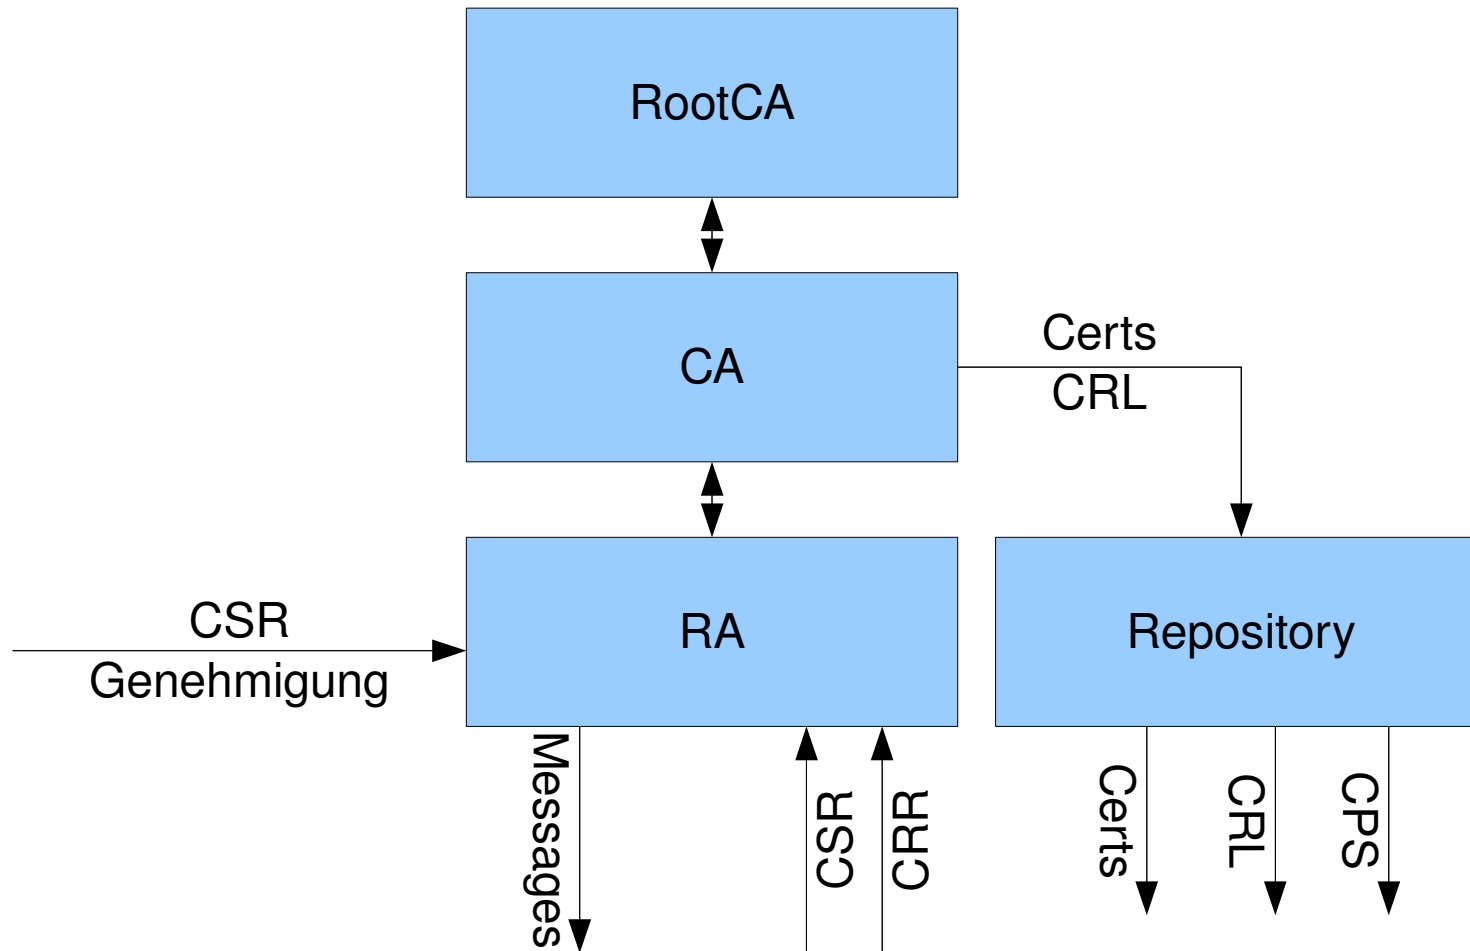 RootCA
CA
Certs
CRL
CSR
Genehmigung
RA
Repository
Messages
CSR
CRR
Certs
CRL
CPS